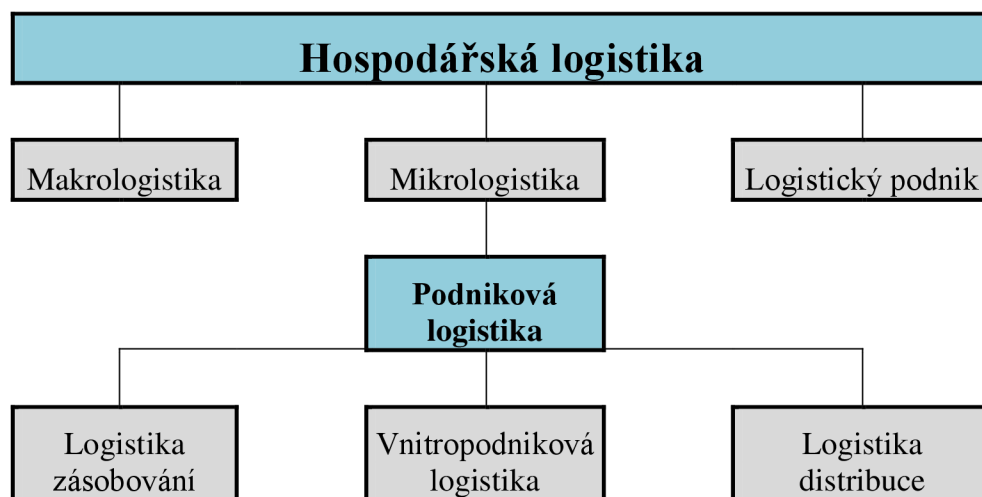 Hospodářská logistika
Makrologistika
Mikrologistika
Logistický podnik
Podniková
logistika
Logistika
zásobování
Vnitropodniková
logistika
Logistika
distribuce